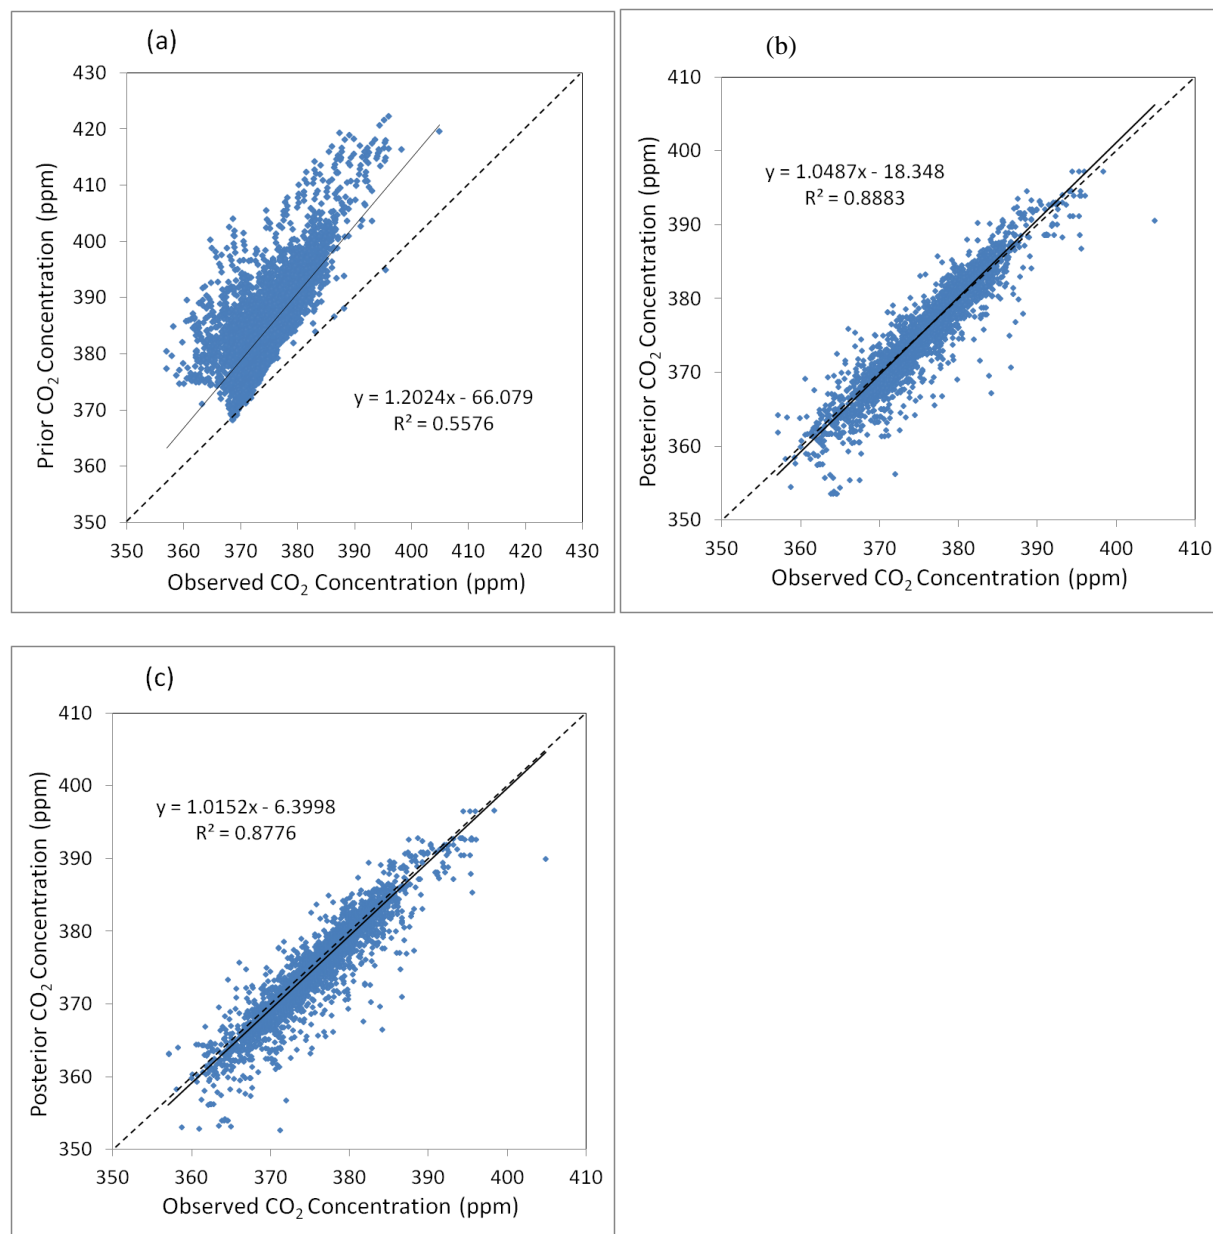 (a)
430
420
410
400
390
380
370
360
350
Prior CO₂ Concentration (ppm)
y = 1.2024x - 66.079
R² = 0.5576
350 360 370 380 390 400 410 420 430
Observed CO₂ Concentration (ppm)
(b)
410
400
390
380
370
360
350
Posterior CO₂ Concentration (ppm)
y = 1.0487x - 18.348
R² = 0.8883
350 360 370 380 390 400 410
Observed CO₂ Concentration (ppm)
(c)
410
400
390
380
370
360
350
Posterior CO₂ Concentration (ppm)
y = 1.0152x - 6.3998
R² = 0.8776
350 360 370 380 390 400 410
Observed CO₂ Concentration (ppm)